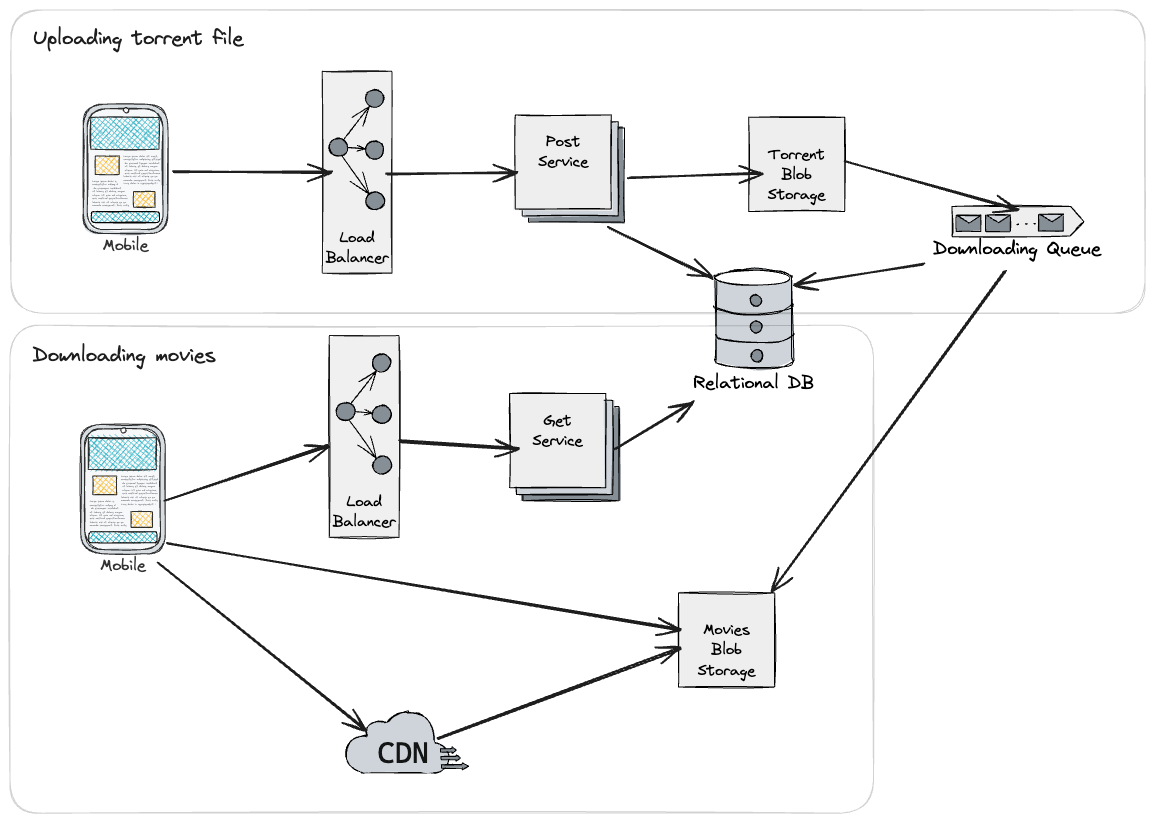 Uploading torrent file
Mobile
Load
Balancer
Post
Service
Torrent
Blob
Storage
Downloading Queue
Relational DB
Downloading movies
Mobile
Load
Balancer
Get
Service
Movies
Blob
Storage
CDN